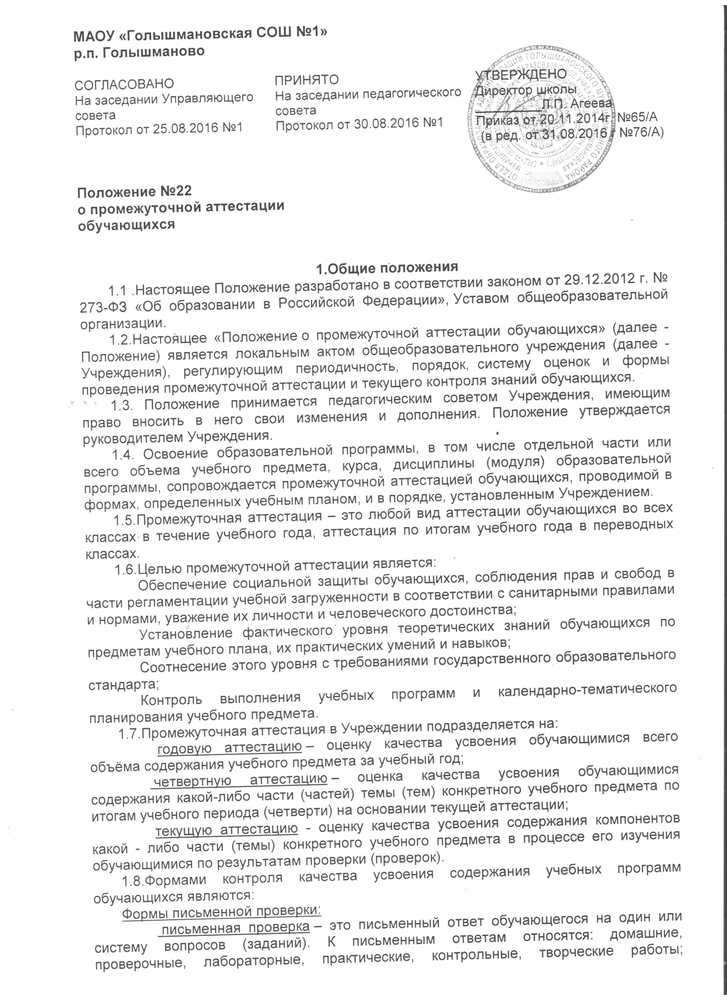 МАОУ «Голышмановская СОШ №1»
р.п. Голышманово
СОГЛАСОВАНО
На заседании Управляющего
совета
Протокол от 25.08.2016 №1
ПРИНЯТО
На заседании педагогического
совета
Протокол от 30.08.2016 №1
УТВЕРЖДЕНО
Директор школы
Л.П. Агеева
Приказ от 20.11.2014г. №65/А
(в ред. от 31.08.2016 г №76/А)
ОТДЕЛ ОБРАЗОВАНИЯ АДМИНИСТРАЦИИ ГОЛЫШМАНОВСКОГО МУНИЦИПАЛЬНОГО РАЙОНА
Положение №22
о промежуточной аттестации
обучающихся
1.Общие положения
1.1 .Настоящее Положение разработано в соответствии законом от 29.12.2012 г. №
273-ФЗ «Об образовании в Российской Федерации», Уставом общеобразовательной
организации.
1.2.Настоящее «Положение о промежуточной аттестации обучающихся» (далее -
Положение) является локальным актом общеобразовательного учреждения (далее -
Учреждения), регулирующим периодичность, порядок, систему оценок и формы
проведения промежуточной аттестации и текущего контроля знаний обучающихся.
1.3. Положение принимается педагогическим советом Учреждения, имеющим
право вносить в него свои изменения и дополнения. Положение утверждается
руководителем Учреждения.
1.4. Освоение образовательной программы, в том числе отдельной части или
всего объема учебного предмета, курса, дисциплины (модуля) образовательной
программы, сопровождается промежуточной аттестацией обучающихся, проводимой в
формах, определенных учебным планом, и в порядке, установленным Учреждением.
1.5.Промежуточная аттестация – это любой вид аттестации обучающихся во всех
классах в течение учебного года, аттестация по итогам учебного года в переводных
классах.
1.6.Целью промежуточной аттестации является:
Обеспечение социальной защиты обучающихся, соблюдения прав и свобод в
части регламентации учебной загруженности в соответствии с санитарными правилами
и нормами, уважение их личности и человеческого достоинства;
Установление фактического уровня теоретических знаний обучающихся по
предметам учебного плана, их практических умений и навыков;
Соотнесение этого уровня с требованиями государственного образовательного
стандарта;
Контроль выполнения учебных программ и календарно-тематического
планирования учебного предмета.
1.7.Промежуточная аттестация в Учреждении подразделяется на:
годовую аттестацию – оценку качества усвоения обучающимися всего
объёма содержания учебного предмета за учебный год;
четвертную аттестацию – оценка качества усвоения обучающимися
содержания какой-либо части (частей) темы (тем) конкретного учебного предмета по
итогам учебного периода (четверти) на основании текущей аттестации;
текущую аттестацию - оценку качества усвоения содержания компонентов
какой - либо части (темы) конкретного учебного предмета в процессе его изучения
обучающимися по результатам проверки (проверок).
1.8.Формами контроля качества усвоения содержания учебных программ
обучающихся являются:
Формы письменной проверки:
письменная проверка – это письменный ответ обучающегося на один или
систему вопросов (заданий). К письменным ответам относятся: домашние,
проверочные, лабораторные, практические, контрольные, творческие работы;